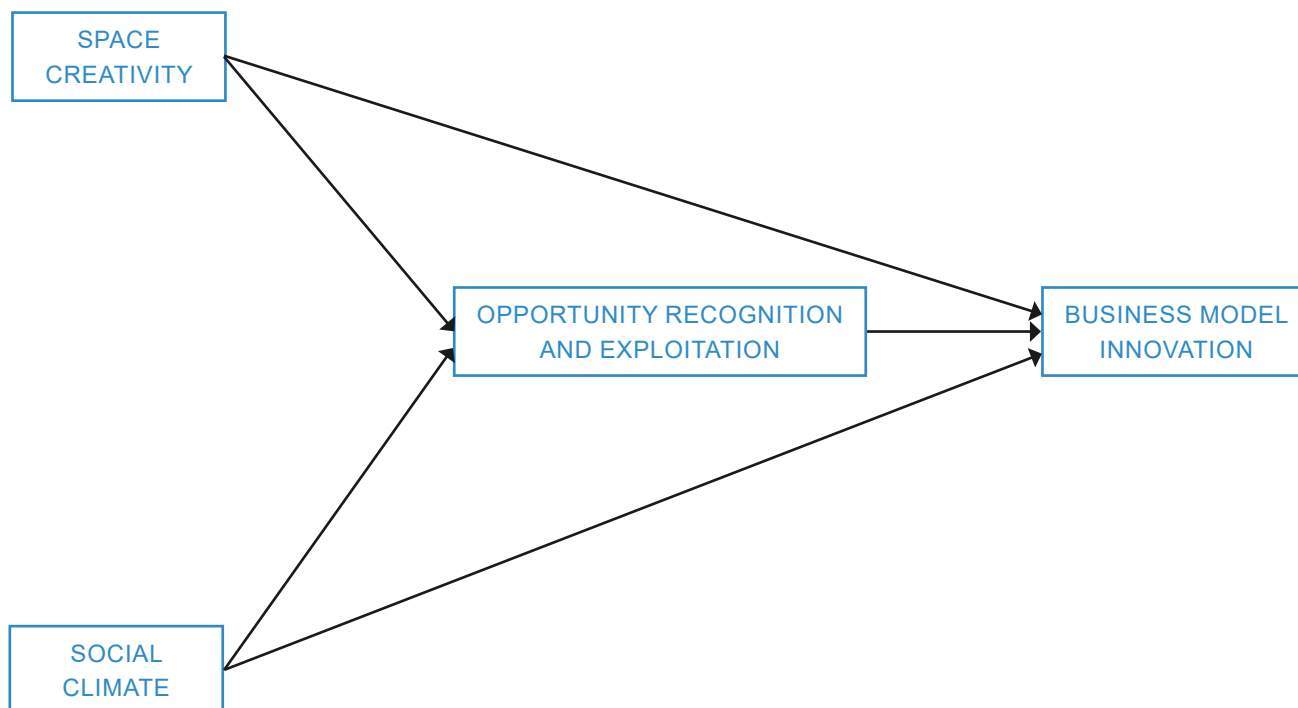 SPACE
CREATIVITY
OPPORTUNITY RECOGNITION
AND EXPLOITATION
BUSINESS MODEL
INNOVATION
SOCIAL
CLIMATE